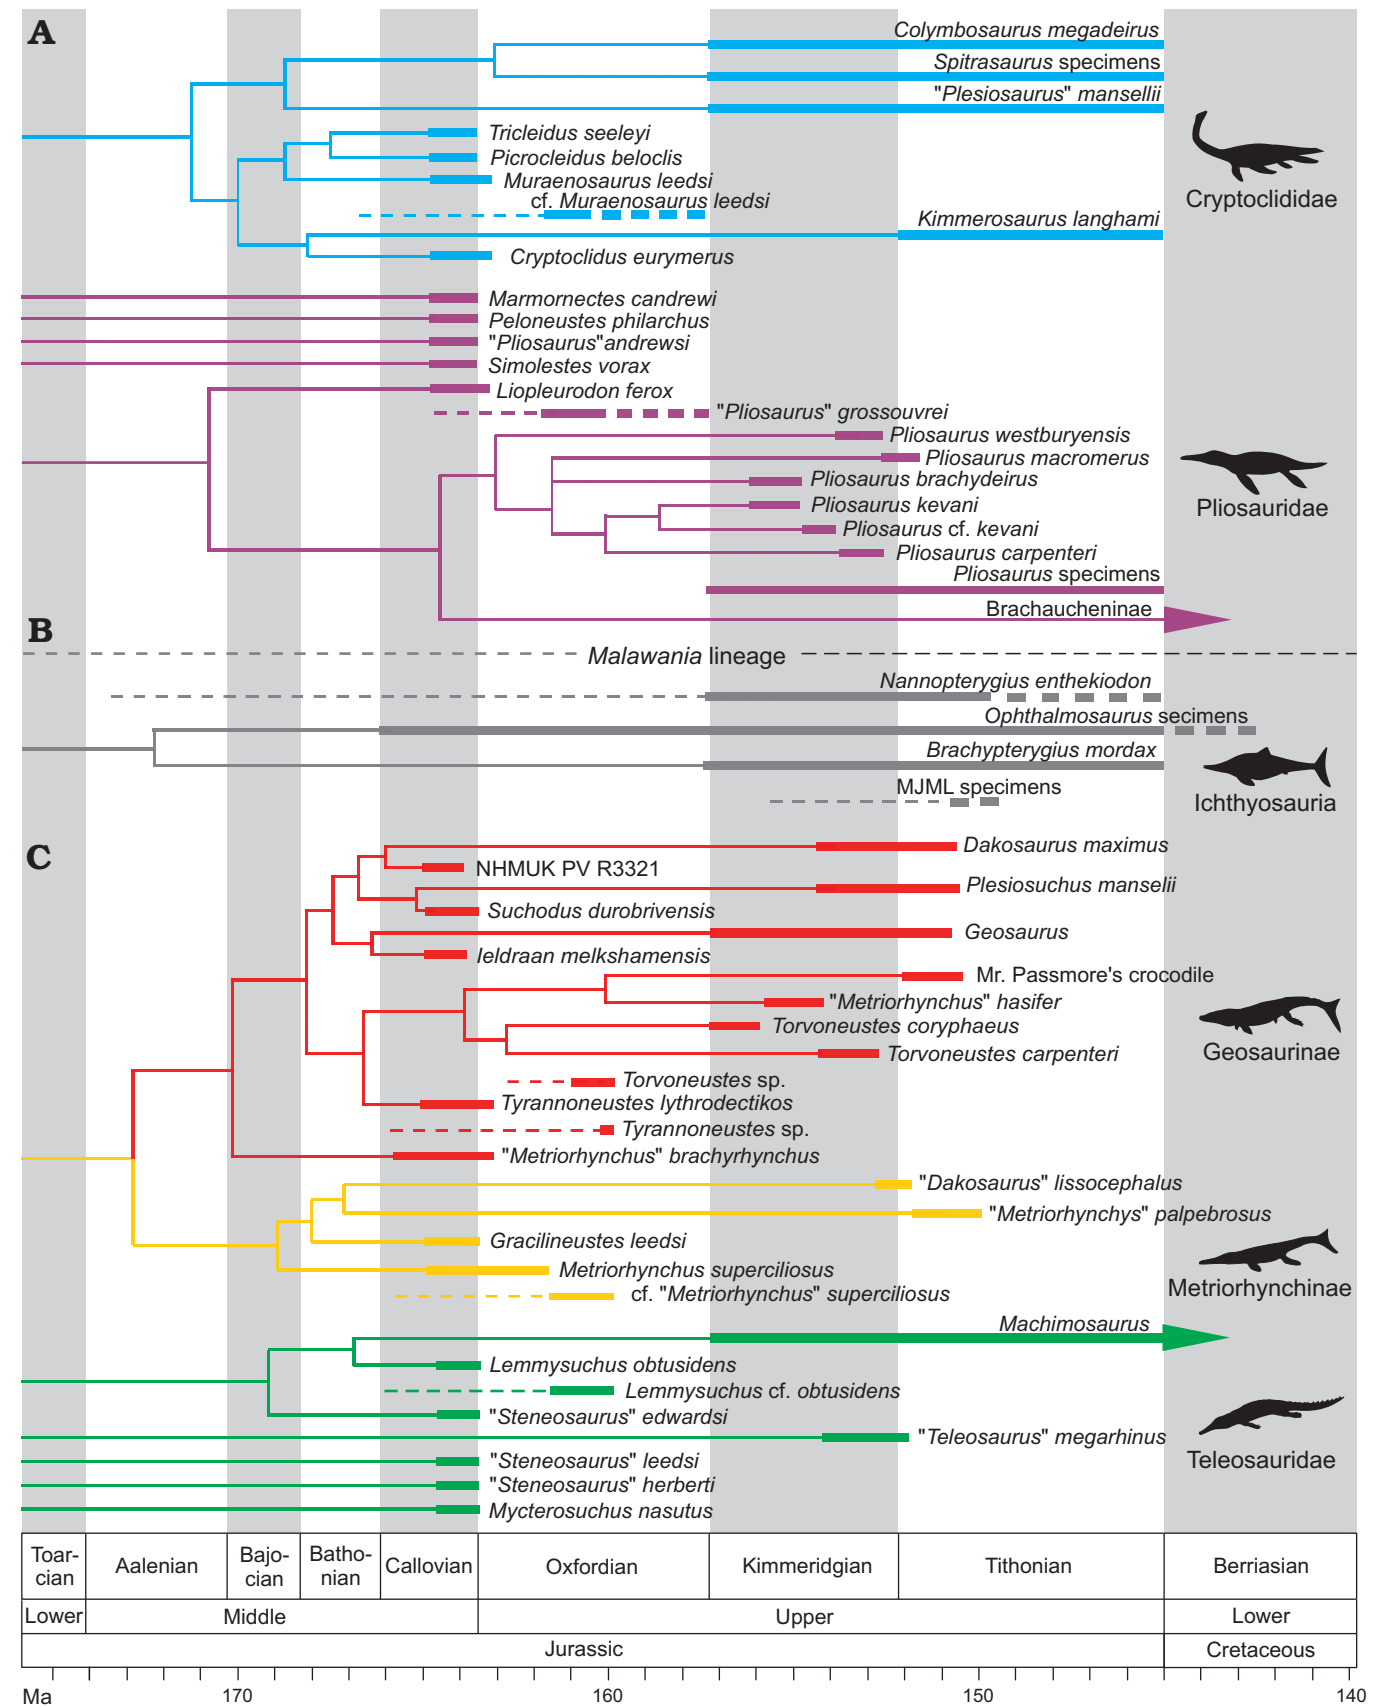 A
Colymbosaurus megadeirus
Spitrasaurus specimens
"Plesiosaurus" mansellii
Tricleidus seeleyi
Picrocleidus beloclis
Muraenosaurus leedsi
cf. Muraenosaurus leedsi
Cryptoclididae
Kimmerosaurus langhami
Cryptoclidus eurymerus
Marmornectes candrewi
Peloneustes philarchus
"Pliosaurus"andrewsi
Simolestes vorax
Liopleurodon ferox
"Pliosaurus" grossouvrei
Pliosaurus westburyensis
Pliosaurus macromerus
Pliosaurus brachydeirus
Pliosaurus kevani
Pliosauridae
Pliosaurus cf. kevani
Pliosaurus carpenteri
Pliosaurus specimens
Brachaucheninae
B
Malawania lineage
Nannopterygius enthekiodon
Ophthalmosaurus secimens
Brachypterygius mordax
MJML specimens
Ichthyosauria
C
Dakosaurus maximus
NHMUK PV R3321
Plesiosuchus manselii
Suchodus durobrivensis
Geosaurus
Ieldraan melkshamensis
Mr. Passmore's crocodile
"Metriorhynchus" hasifer
Torvoneustes coryphaeus
Torvoneustes carpenteri
Geosaurinae
Torvoneustes sp.
Tyrannoneustes lythrodectikos
Tyrannoneustes sp.
"Metriorhynchus" brachyrhynchus
"Dakosaurus" lissocephalus
"Metriorhynchys" palpebrosus
Gracilineustes leedsi
Metriorhynchus superciliosus
Metriorhynchinae
cf. "Metriorhynchus" superciliosus
Machimosaurus
Lemmysuchus obtusidens
Lemmysuchus cf. obtusidens
"Steneosaurus" edwardsi
"Teleosaurus" megarhinus
Teleosauridae
"Steneosaurus" leedsi
"Steneosaurus" herberti
Mycterosuchus nasutus
Toar-
cian
Aalenian
Bajo-
cian
Batho-
nian
Callovian
Oxfordian
Kimmeridgian
Tithonian
Berriasian
Lower
Middle
Upper
Lower
Jurassic
Cretaceous
Ma
170
160
150
140